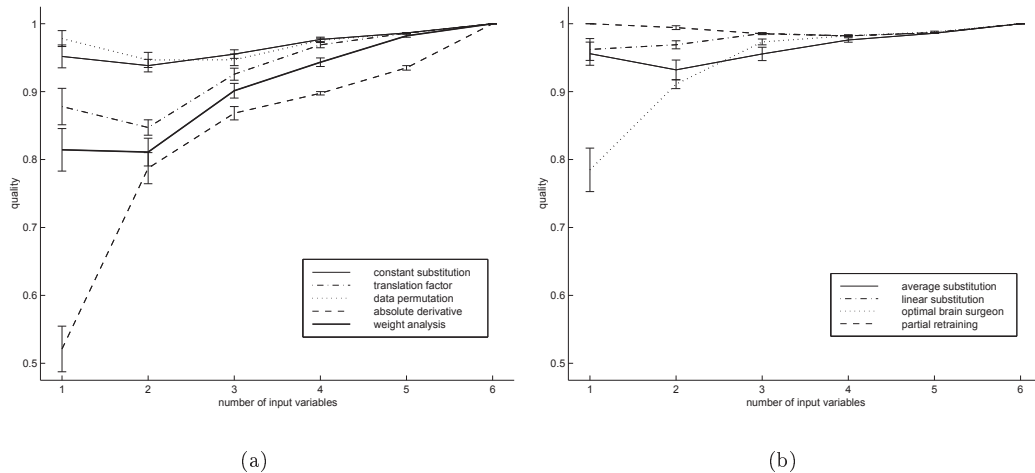 1
0.9
0.8
0.7
0.6
0.5
quality
1 2 3 4 5 6
number of input variables
constant substitution
translation factor
data permutation
absolute derivative
weight analysis
(a)
1
0.9
0.8
0.7
0.6
0.5
quality
1 2 3 4 5 6
number of input variables
average substitution
linear substitution
optimal brain surgeon
partial retraining
(b)